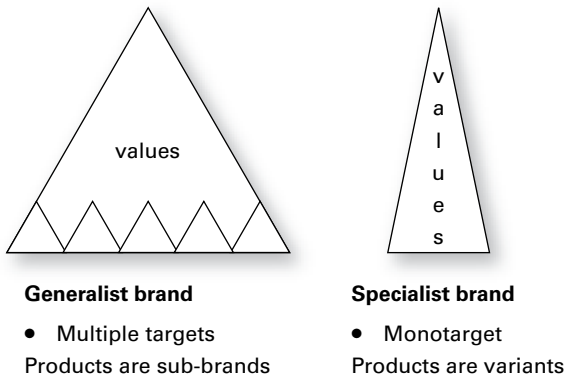 values
v
a
l
u
e
s
Generalist brand
● Multiple targets
Products are sub-brands
Specialist brand
● Monotarget
Products are variants